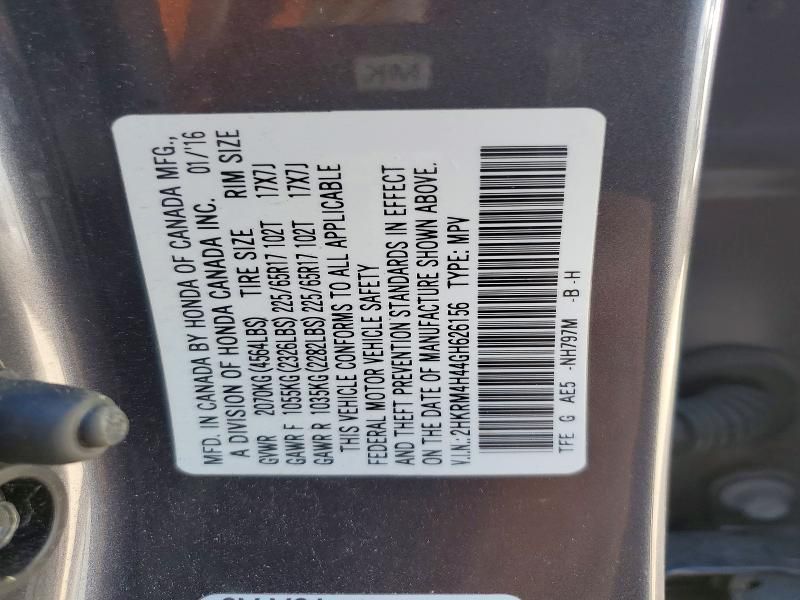 MFD. IN CANADA BY HONDA OF CANADA MFG.,
A DIVISION OF HONDA CANADA INC. 01/'16
GVWR 2070KG(4564LBS) TIRE SIZE RIM SIZE
GAWR F 1055KG(2326LBS)225/65R17 102T 17X7J
GAWR R 1035KG(2282LBS)225/65R17 102T 17X7J
THIS VEHICLE CONFORMS TO ALL APPLICABLE
FEDERAL MOTOR VEHICLE SAFETY
AND THEFT PREVENTION STANDARDS IN EFFECT
ON THE DATE OF MANUFACTURE SHOWN ABOVE.
V.I.N.: 2HKRM4H44GH626156 TYPE: MPV
TFE G AE5 -NH797M -B -H